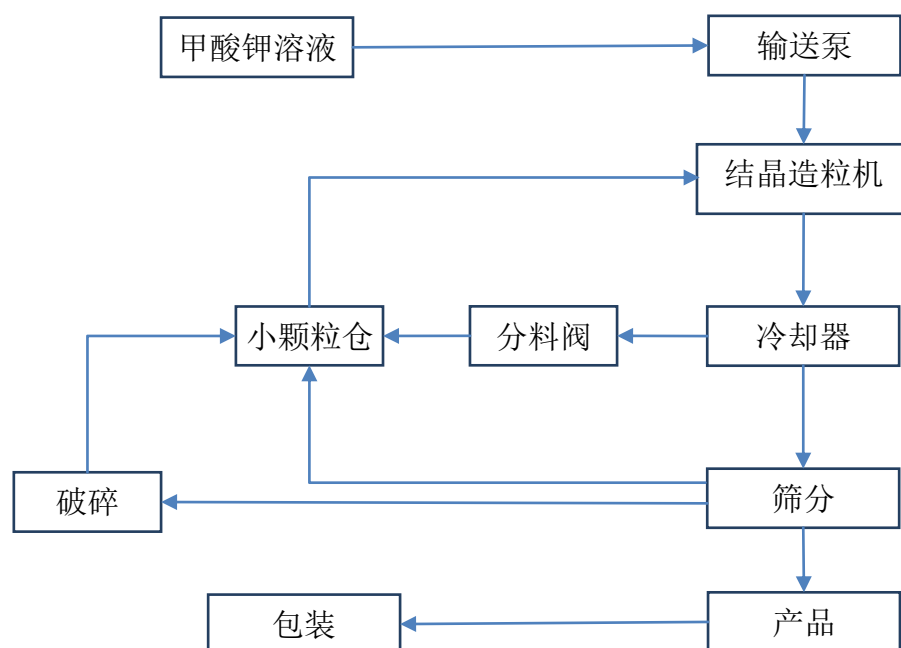 甲酸钾溶液
输送泵
结晶造粒机
小颗粒仓
分料阀
冷却器
破碎
筛分
包装
产品